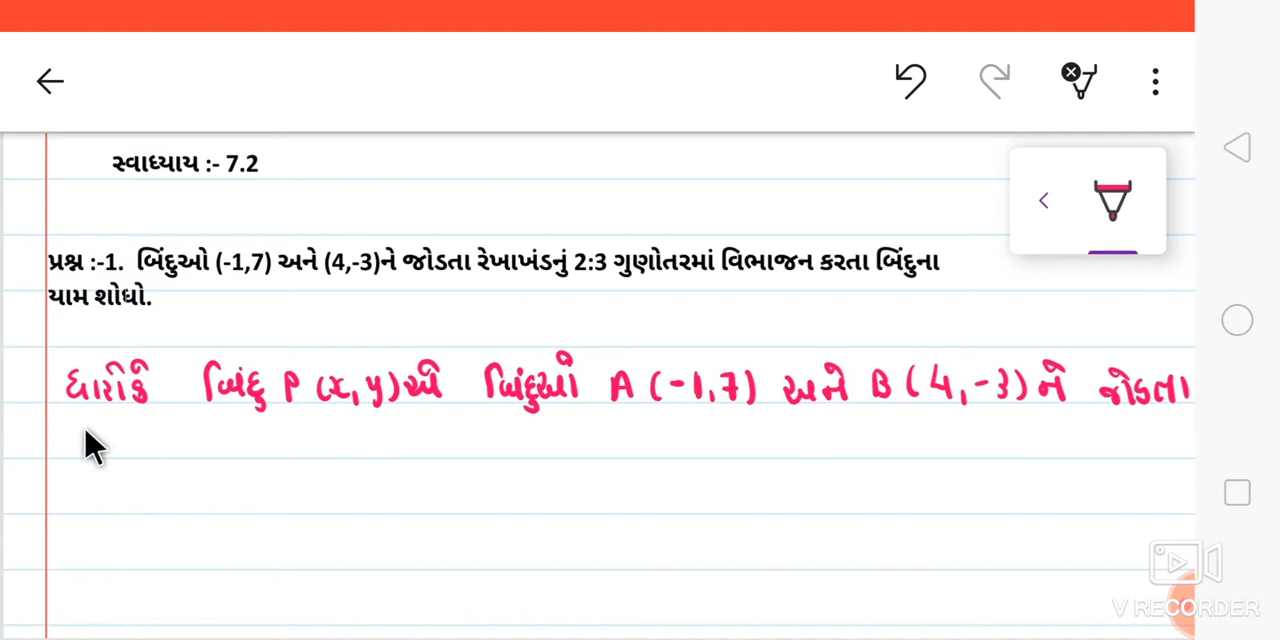 સ્વાધ્યાય :- 7.2
પ્રશ્ન :-1. બિંદુઓ (-1,7) અને (4,-3)ને જોડતા રેખાખંડનું 2:3 ગુણોતરમાં વિભાજન કરતા બિંદુના
યામ શોધો.
ધારોકે બિંદુ P (x, y)એ બિંદુઓ A (-1,7) અને B (4,-3) ને જોડતા
V RECORDER